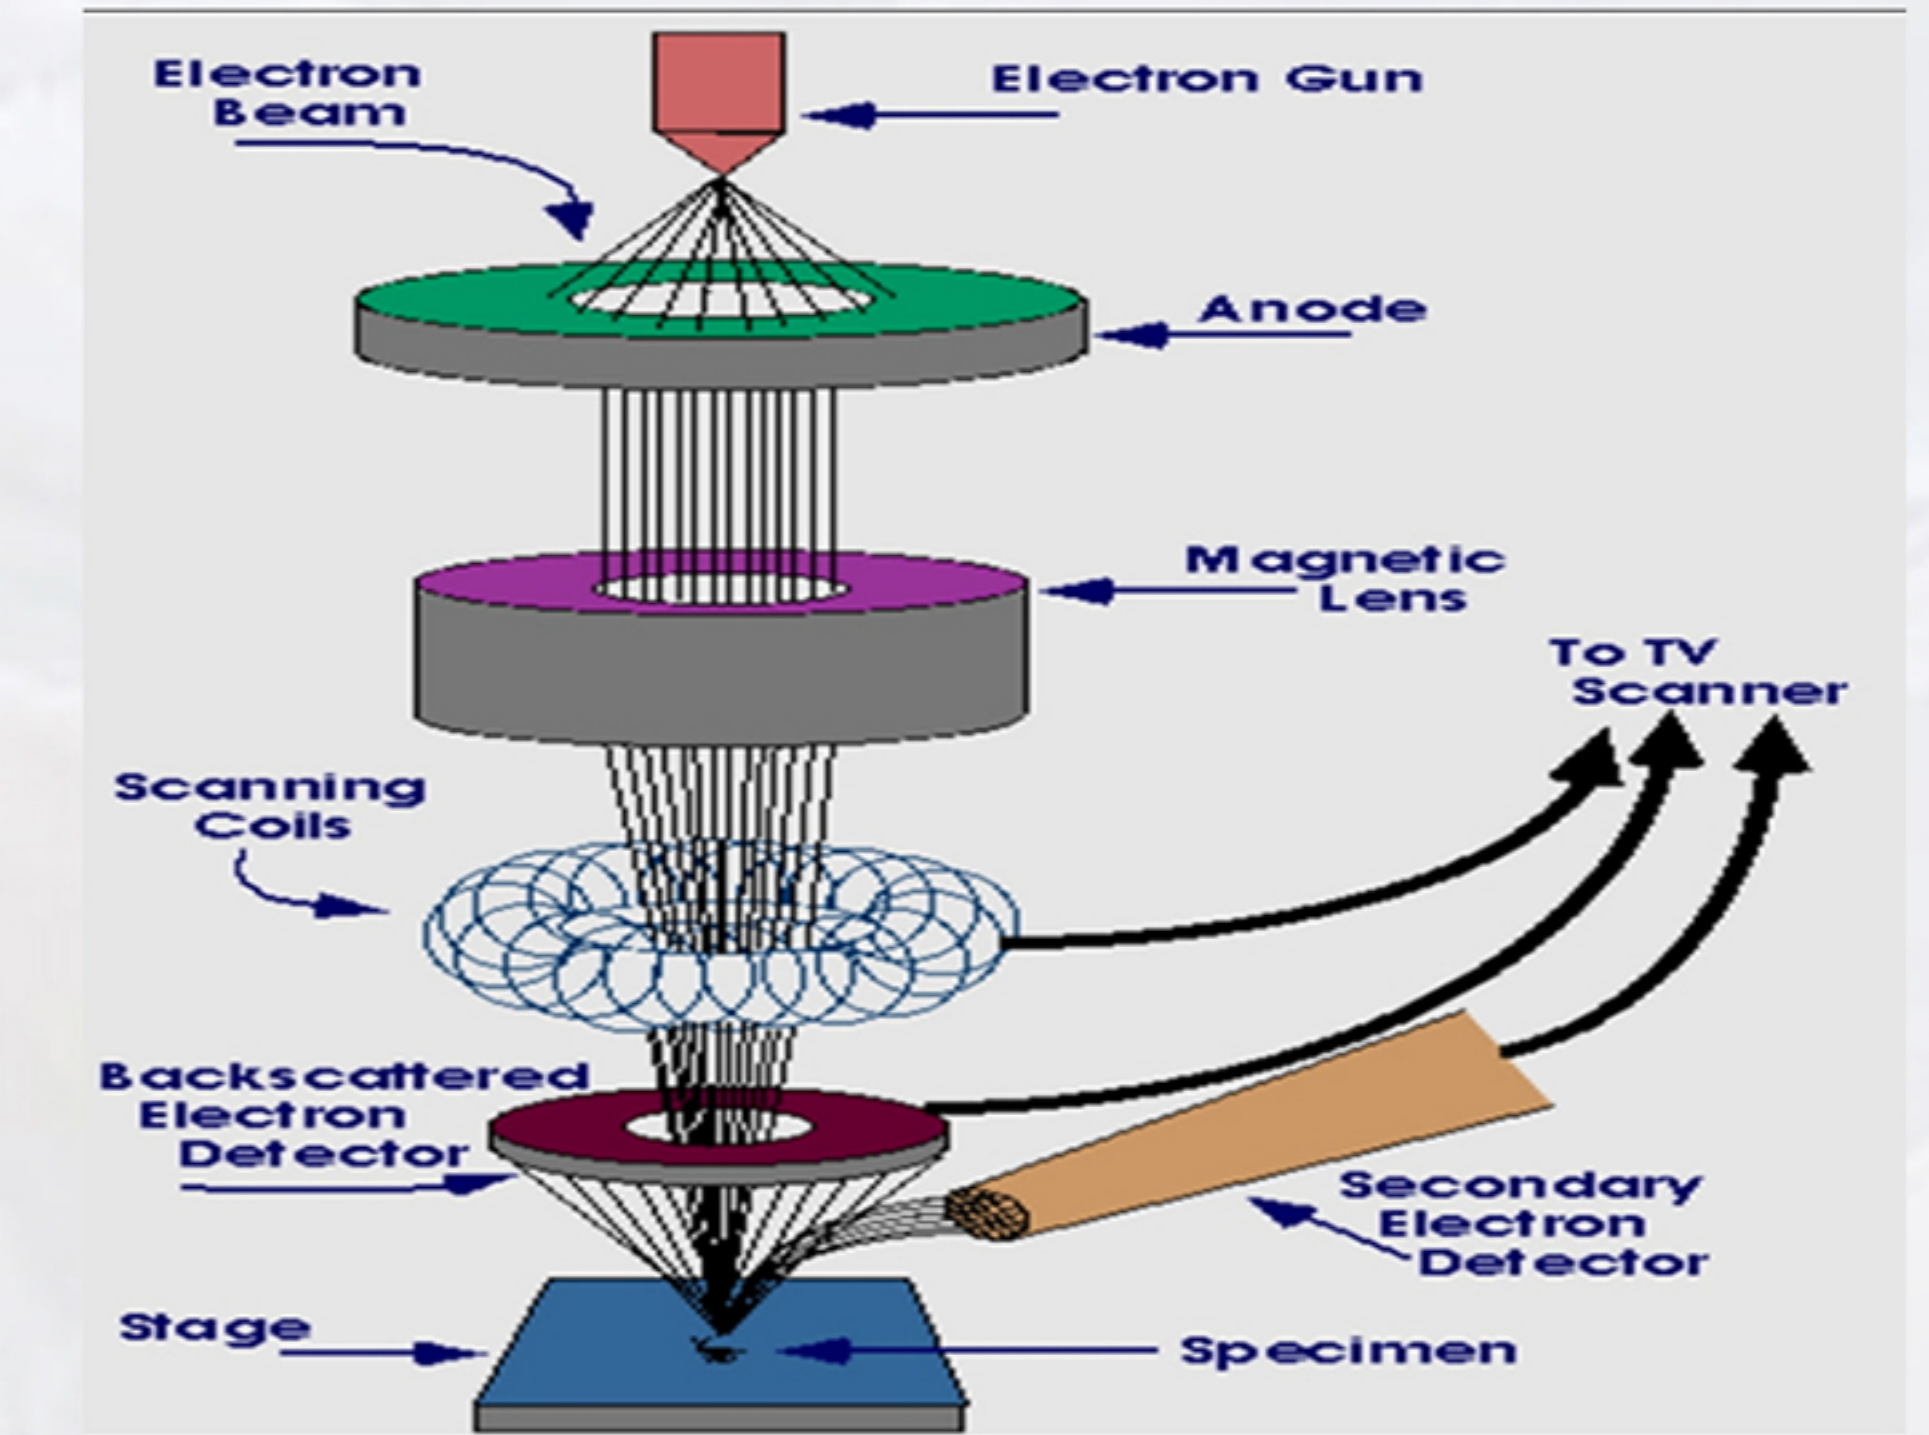 Electron
Beam
Electron Gun
Anode
Magnetic
Lens
To TV
Scanner
Scanning
Coils
Backscattered
Electron
Detector
Secondary
Electron
Detector
Stage
Specimen